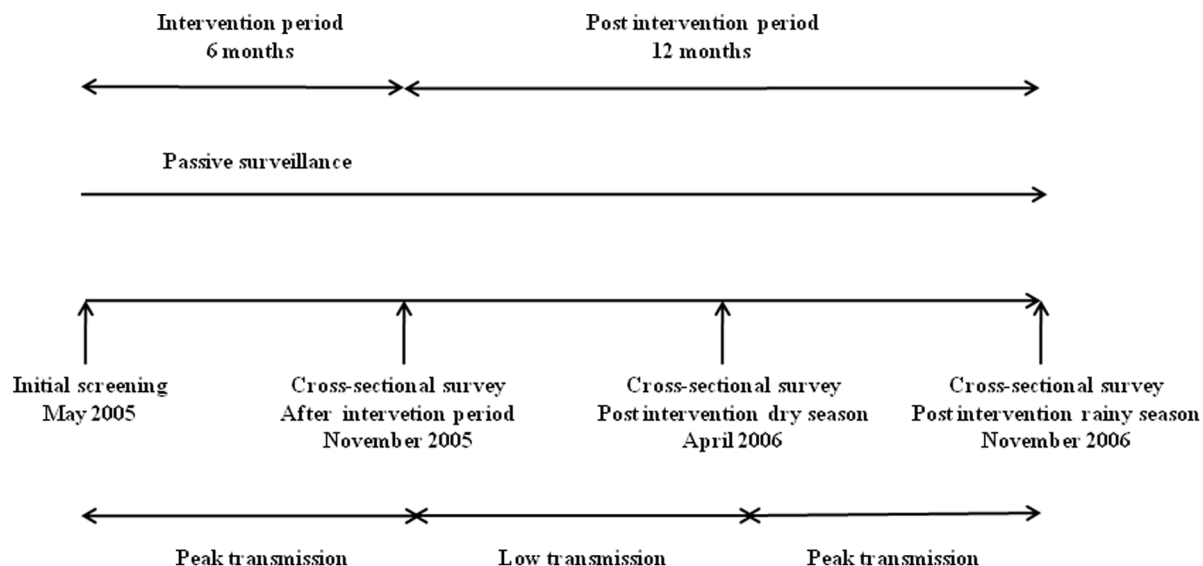 Intervention period
6 months
Post intervention period
12 months
Passive surveillance
Initial screening
May 2005
Cross-sectional survey
After intervetion period
November 2005
Cross-sectional survey
Post intervention dry season
April 2006
Cross-sectional survey
Post intervention rainy season
November 2006
Peak transmission
Low transmission
Peak transmission